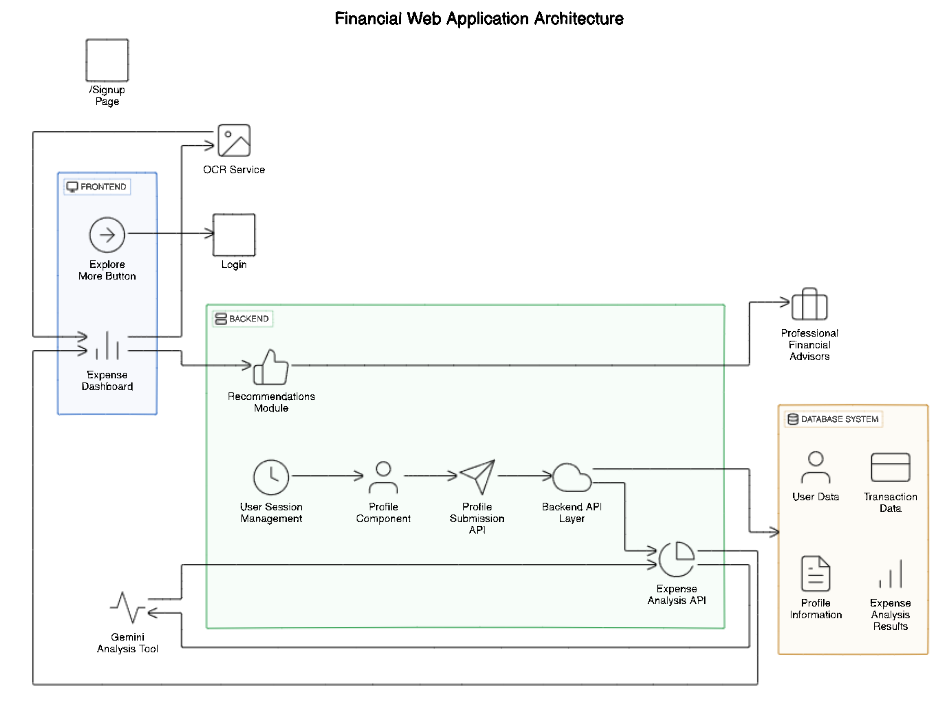 Financial Web Application Architecture
/Signup
Page
OCR Service
FRONTEND
Explore
More Button
Login
Expense
Dashboard
BACKEND
Recommendations
Module
Professional
Financial
Advisors
DATABASE SYSTEM
User Data
Transaction
Data
User Session
Management
Profile
Component
Profile
Submission
API
Backend API
Layer
Expense
Analysis API
Profile
Information
Expense
Analysis
Results
Gemini
Analysis Tool